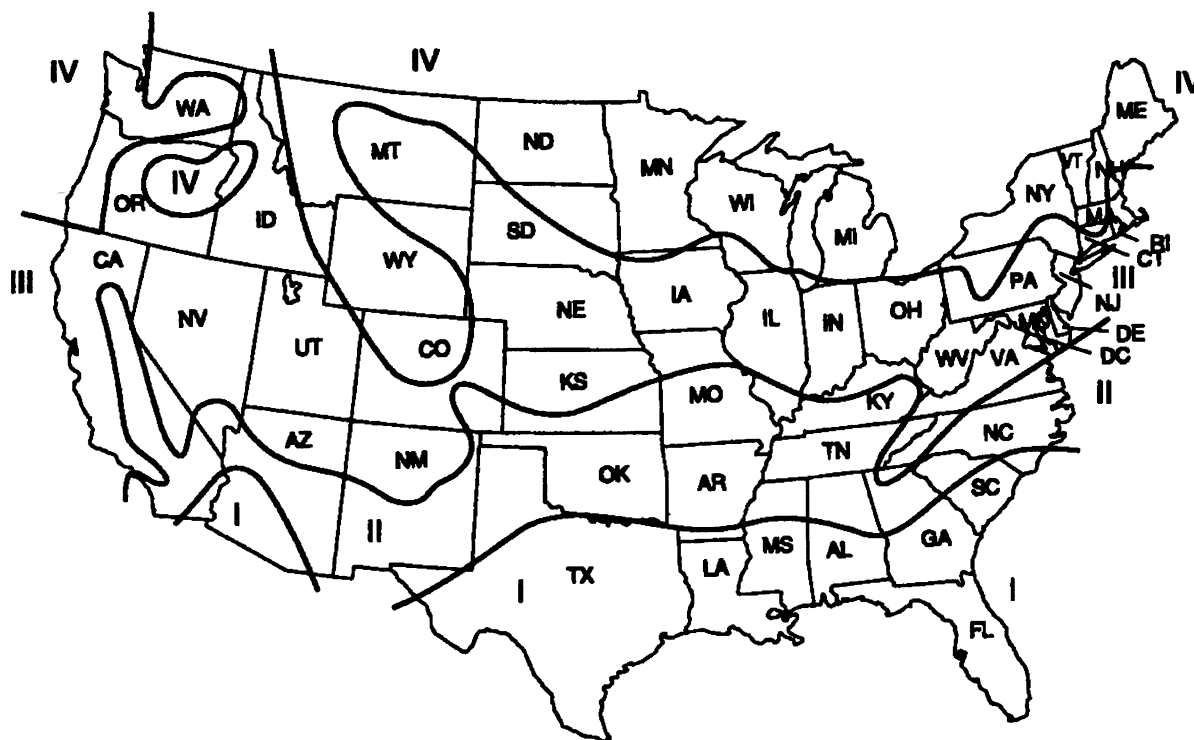 IV
IV
IV
WA
ME
MT
ND
VT
NH
MN
IV
OR
ID
WI
NY
MI
MA
SD
RI
CT
CA
WY
III
III
PA
IA
NJ
NE
NV
IL
IN
OH
UT
CO
DE
WV
VA
DC
KS
II
MO
KY
AZ
NC
TN
NM
OK
AR
SC
I
II
GA
MS
AL
LA
TX
I
I
FL